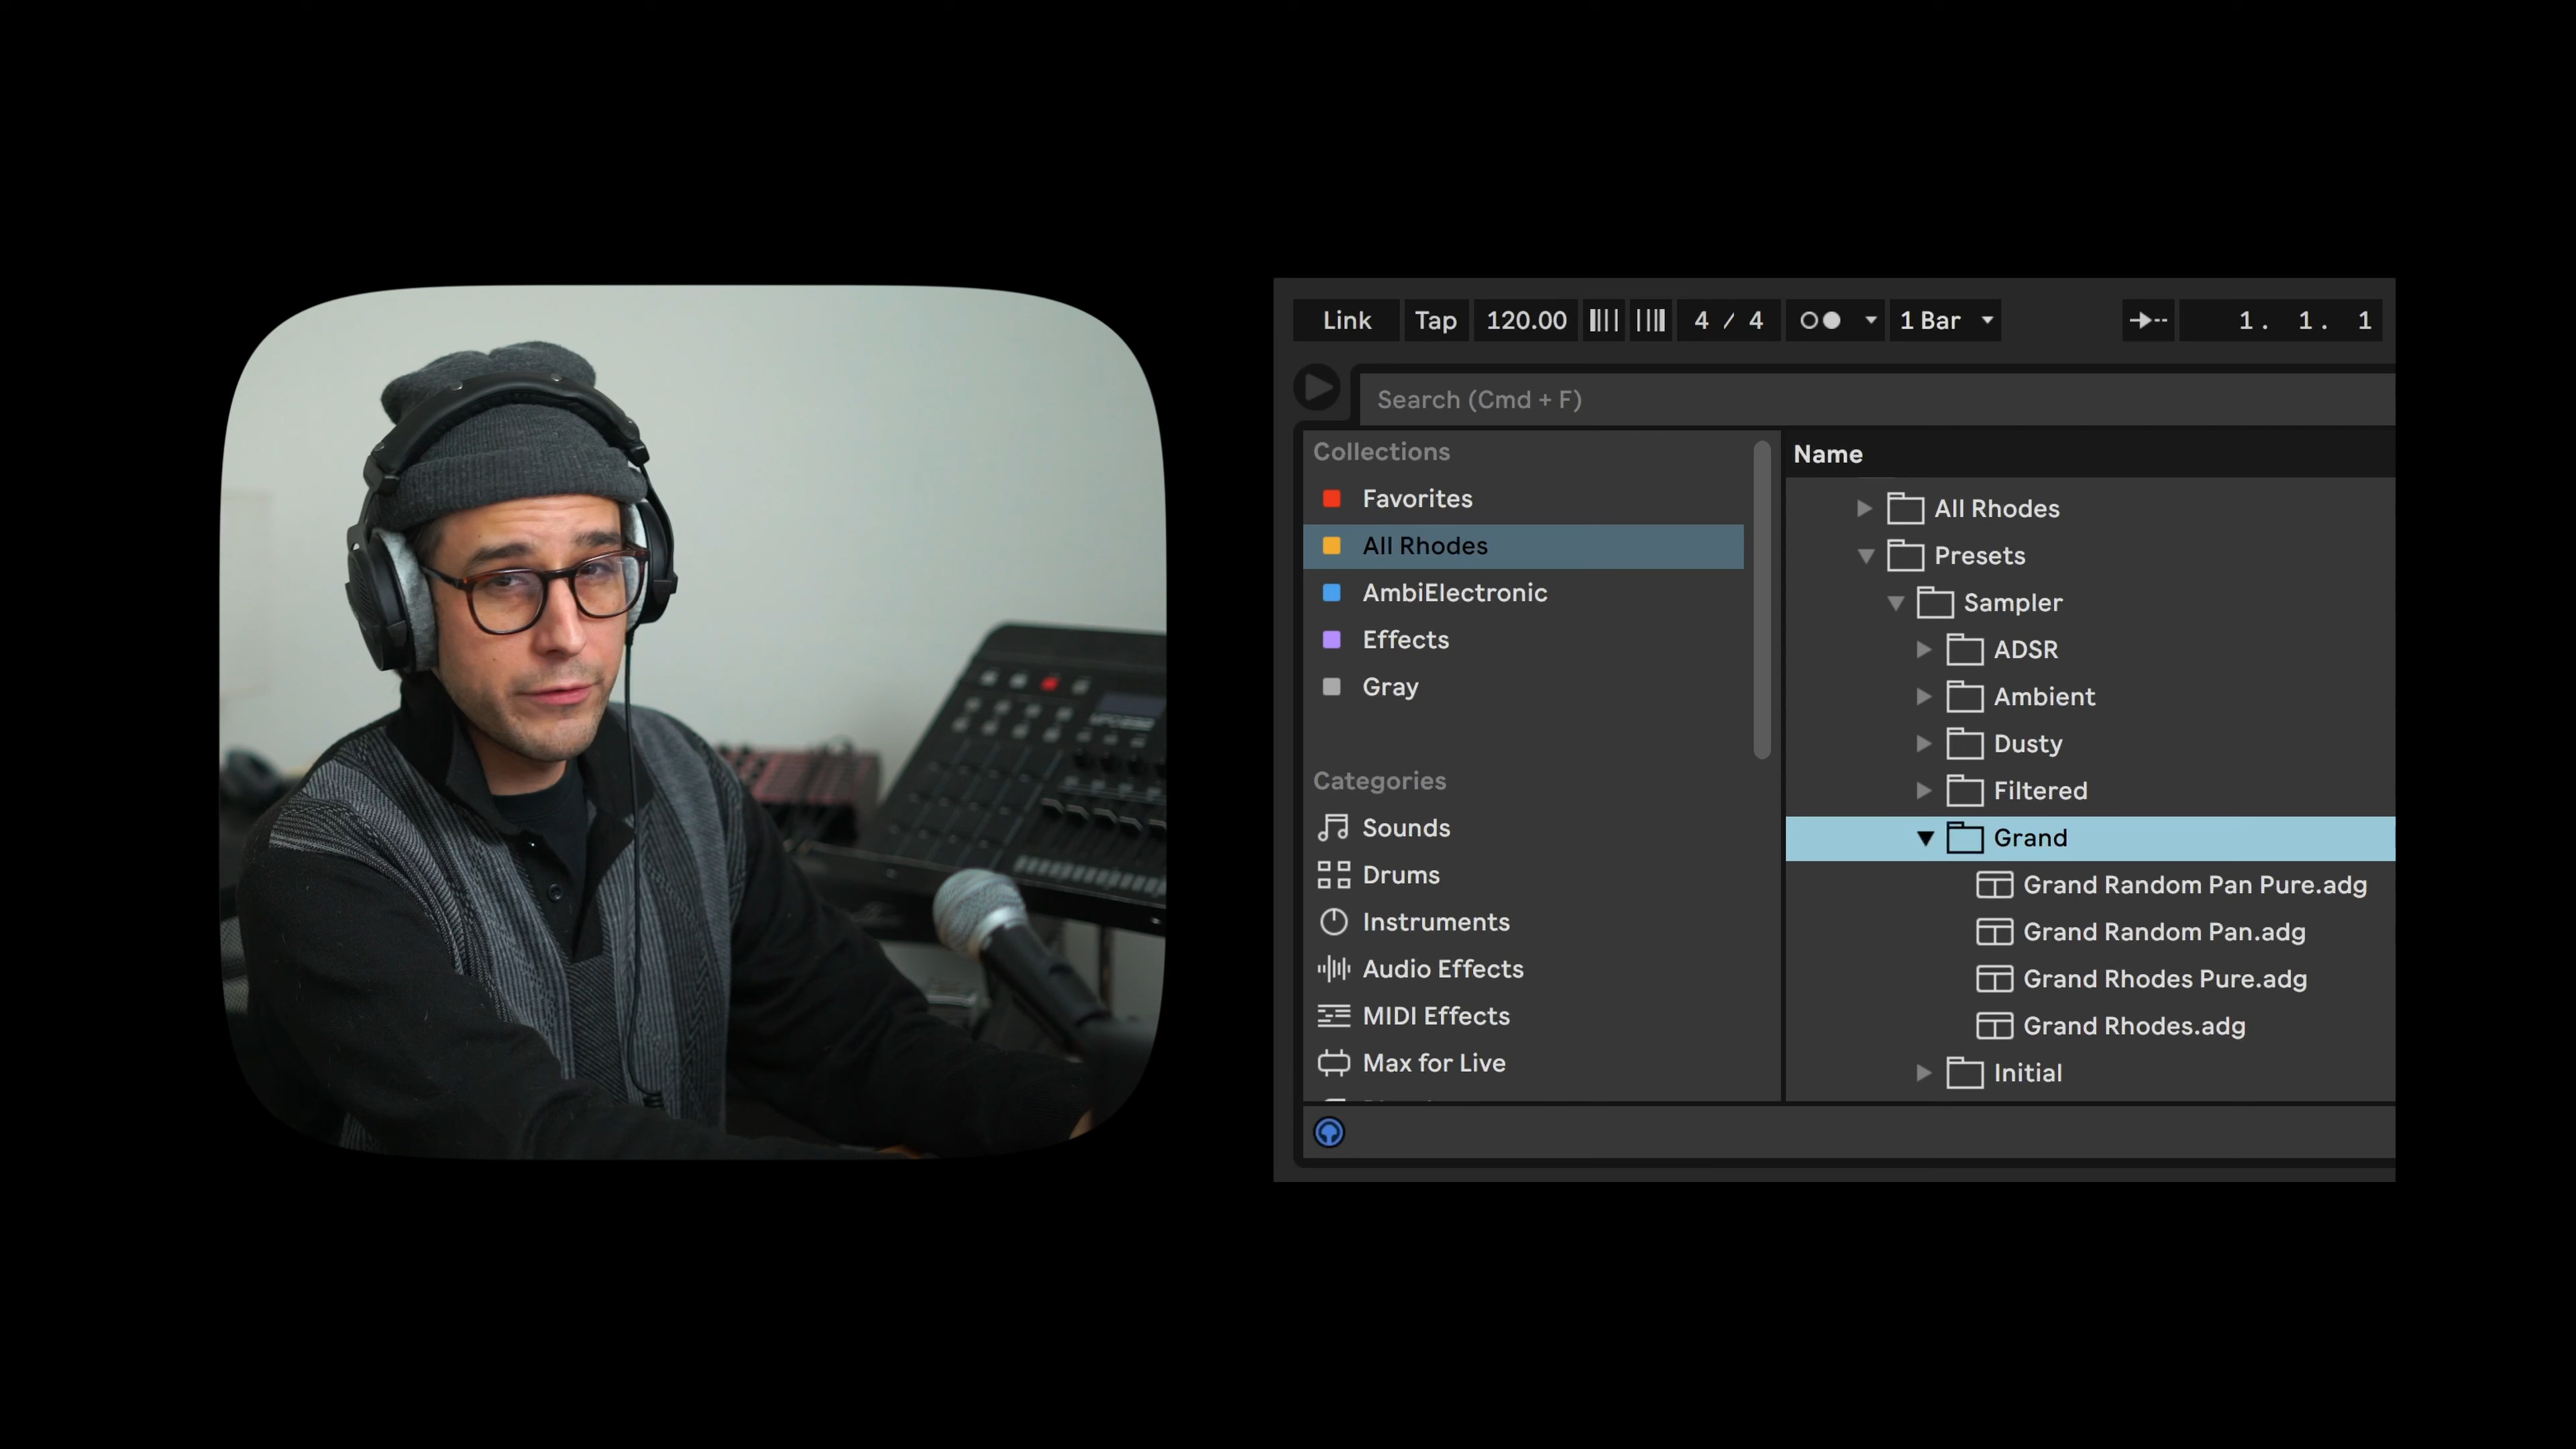 Link Tap 120.00 4 / 4 1 Bar 1. 1. 1
Search (Cmd + F)
Collections
Favorites
All Rhodes
AmbiElectronic
Effects
Gray
Categories
Sounds
Drums
Instruments
Audio Effects
MIDI Effects
Max for Live
Name
All Rhodes
Presets
Sampler
ADSR
Ambient
Dusty
Filtered
Grand
Grand Random Pan Pure.adg
Grand Random Pan.adg
Grand Rhodes Pure.adg
Grand Rhodes.adg
Initial